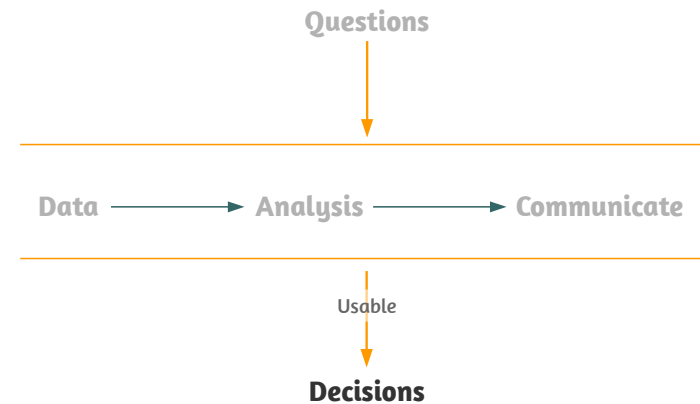 Questions
Data Analysis Communicate
Usable
Decisions